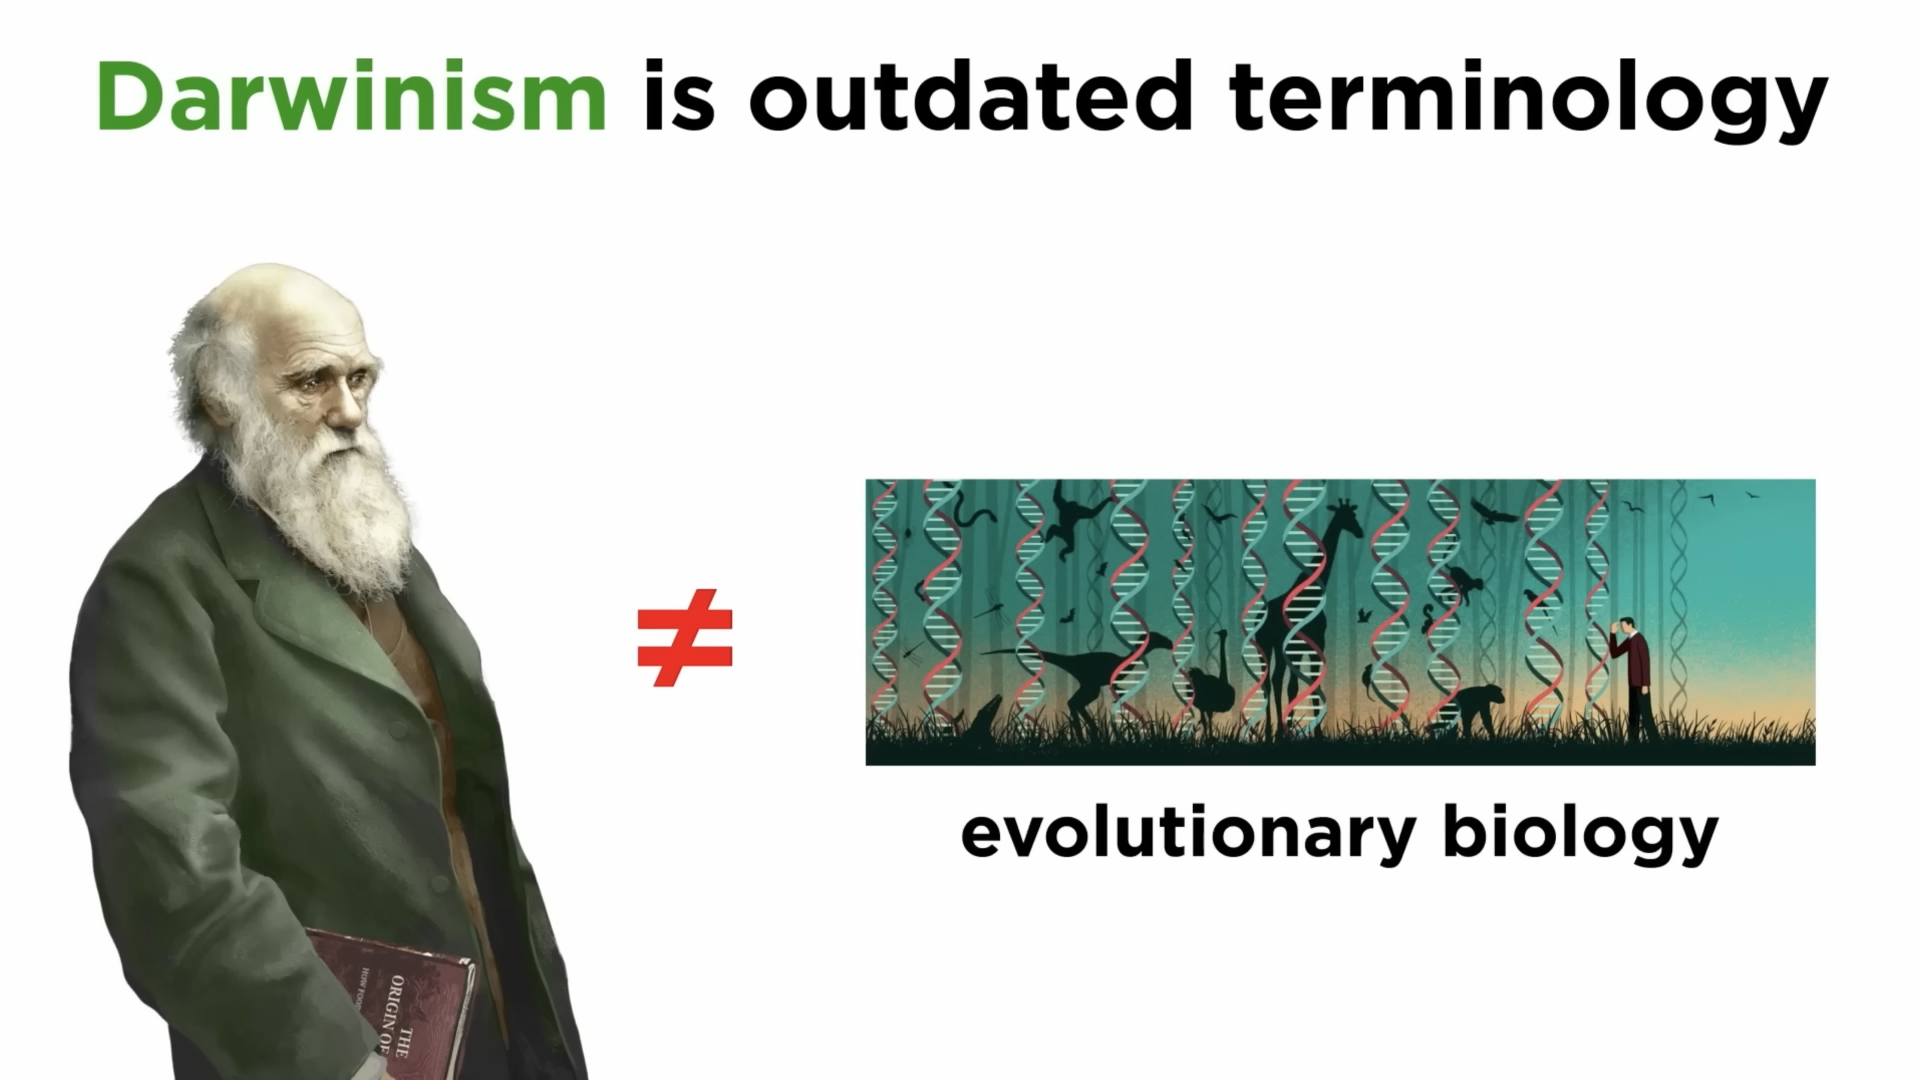 Darwinism is outdated terminology
≠
evolutionary biology
THE
ORIGIN OF